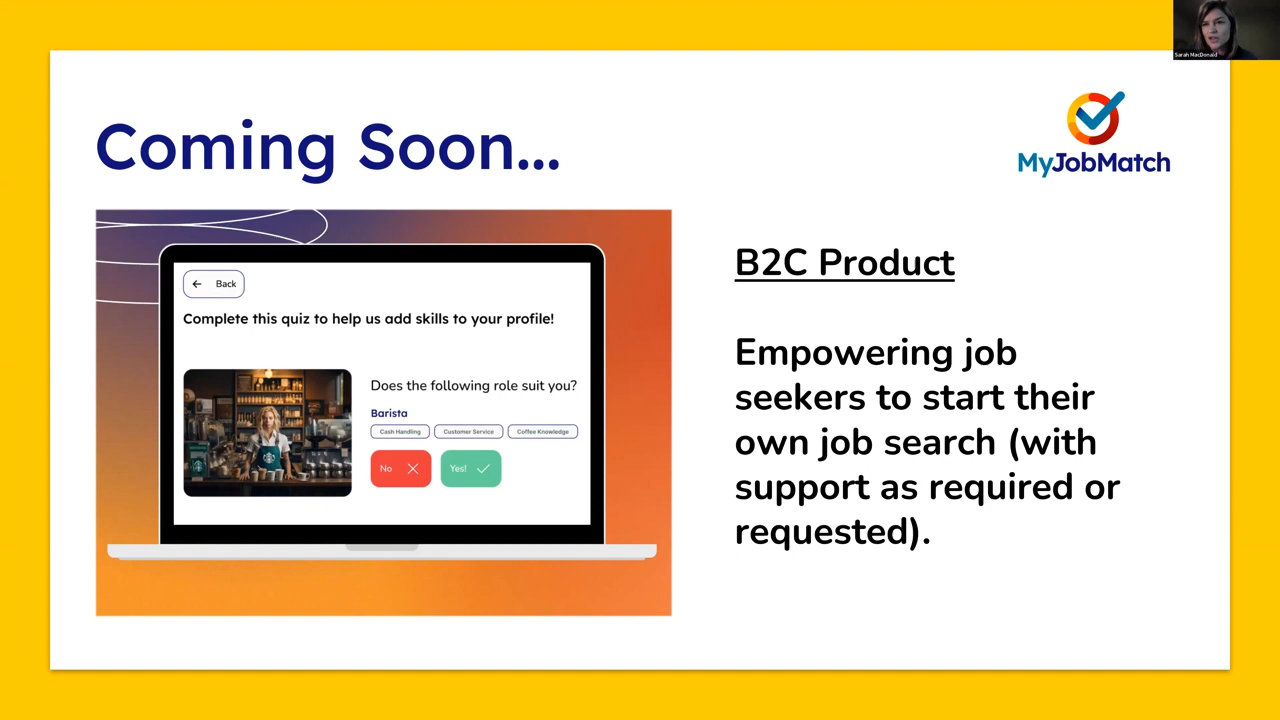 Sarah MacDonald
Coming Soon...
MyJobMatch
Back
Complete this quiz to help us add skills to your profile!
Does the following role suit you?
Barista
Cash Handling
Customer Service
Coffee Knowledge
No
Yes!
B2C Product
Empowering job
seekers to start their
own job search (with
support as required or
requested).